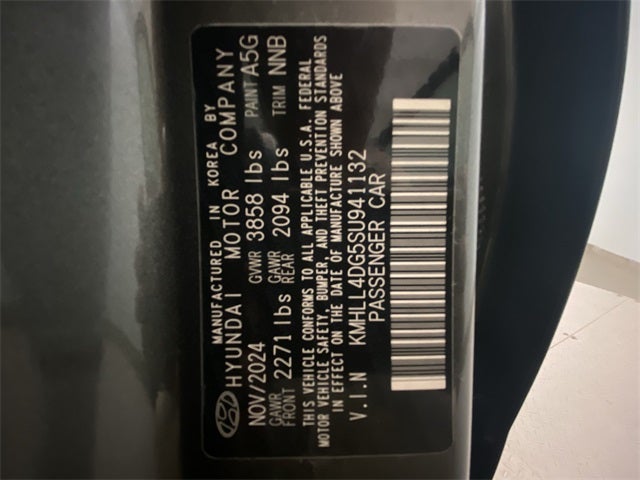 MANUFACTURED IN KOREA BY
HYUNDAI MOTOR COMPANY
NOV/2024 GVWR 3858 lbs PAINT A5G
GAWR FRONT 2271 lbs GAWR REAR 2094 lbs TRIM NNB
THIS VEHICLE CONFORMS TO ALL APPLICABLE U.S.A. FEDERAL
MOTOR VEHICLE SAFETY, BUMPER, AND THEFT PREVENTION STANDARDS
IN EFFECT ON THE DATE OF MANUFACTURE SHOWN ABOVE
V.I.N KMHLL4DG5SU941132
PASSENGER CAR